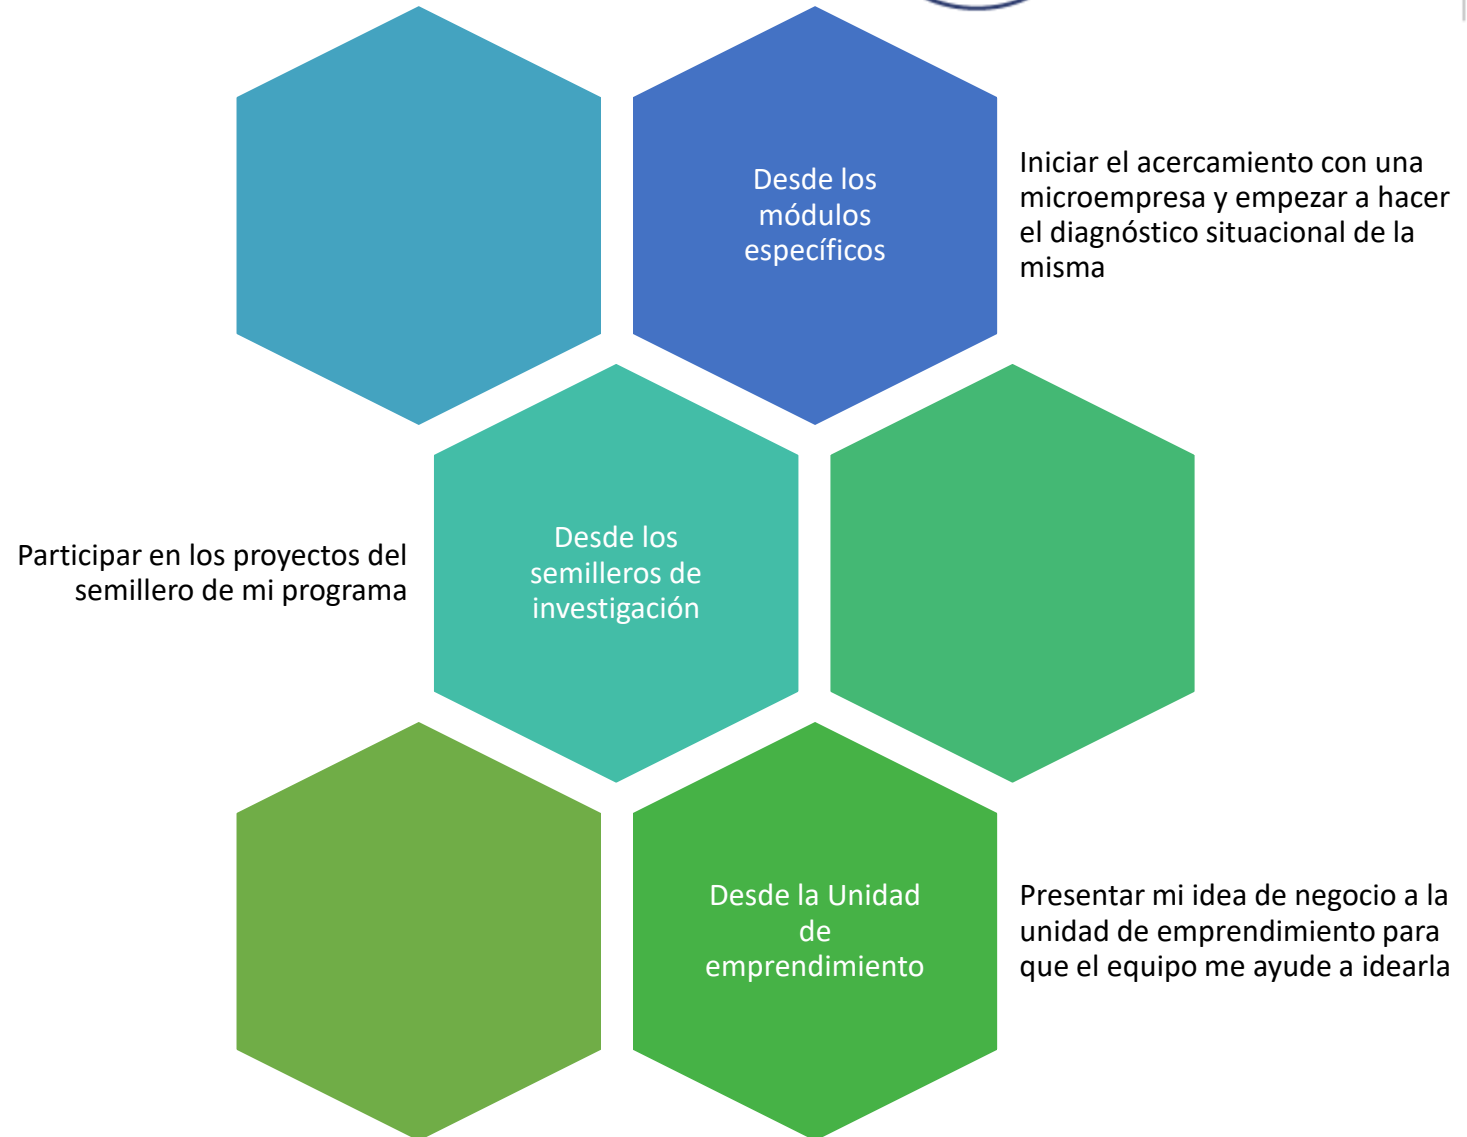 Desde los
módulos
específicos
Iniciar el acercamiento con una
microempresa y empezar a hacer
el diagnóstico situacional de la
misma
Participar en los proyectos del
semillero de mi programa
Desde los
semilleros de
investigación
Desde la Unidad
de
emprendimiento
Presentar mi idea de negocio a la
unidad de emprendimiento para
que el equipo me ayude a idearla